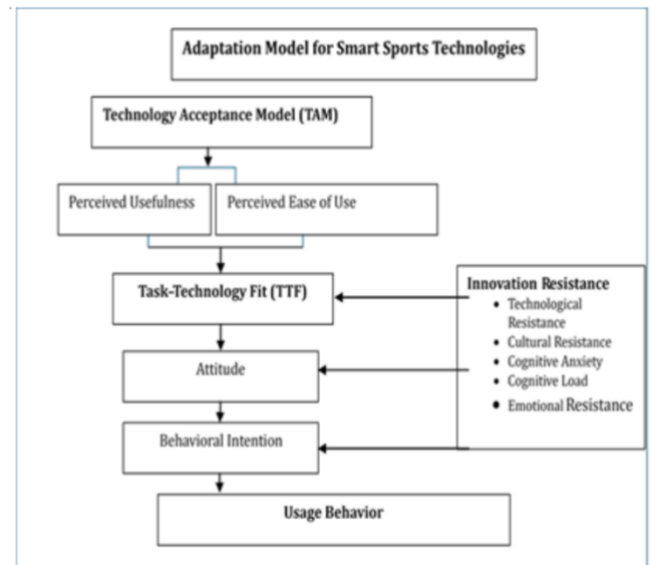 Adaptation Model for Smart Sports Technologies
Technology Acceptance Model (TAM)
Perceived Usefulness
Perceived Ease of Use
Task-Technology Fit (TTF)
Attitude
Behavioral Intention
Usage Behavior
Innovation Resistance
• Technological
Resistance
• Cultural Resistance
• Cognitive Anxiety
• Cognitive Load
• Emotional Resistance